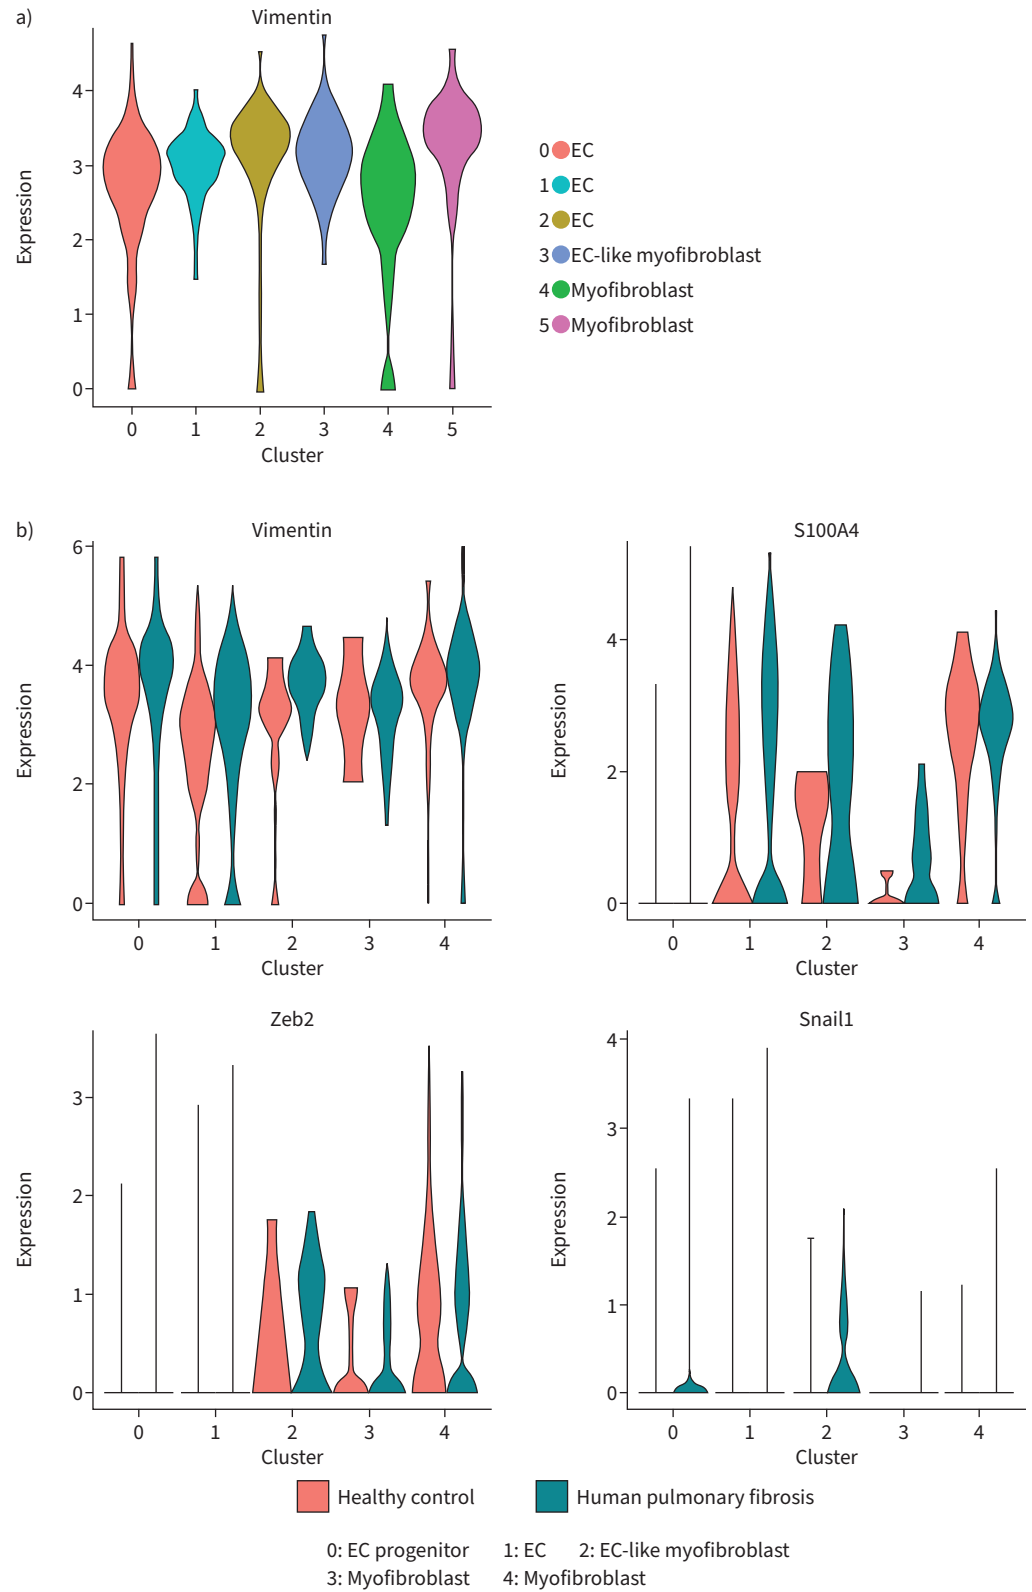 a)
Vimentin
Expression
4
3
2
1
0
0 1 2 3 4 5
Cluster
0 EC
1 EC
2 EC
3 EC-like myofibroblast
4 Myofibroblast
5 Myofibroblast
b)
Vimentin
Expression
6
4
2
0
0 1 2 3 4
Cluster
S100A4
Expression
4
2
0
0 1 2 3 4
Cluster
Zeb2
Expression
3
2
1
0
0 1 2 3 4
Cluster
Snail1
Expression
4
3
2
1
0
0 1 2 3 4
Cluster
Healthy control
Human pulmonary fibrosis
0: EC progenitor 1: EC 2: EC-like myofibroblast
3: Myofibroblast 4: Myofibroblast